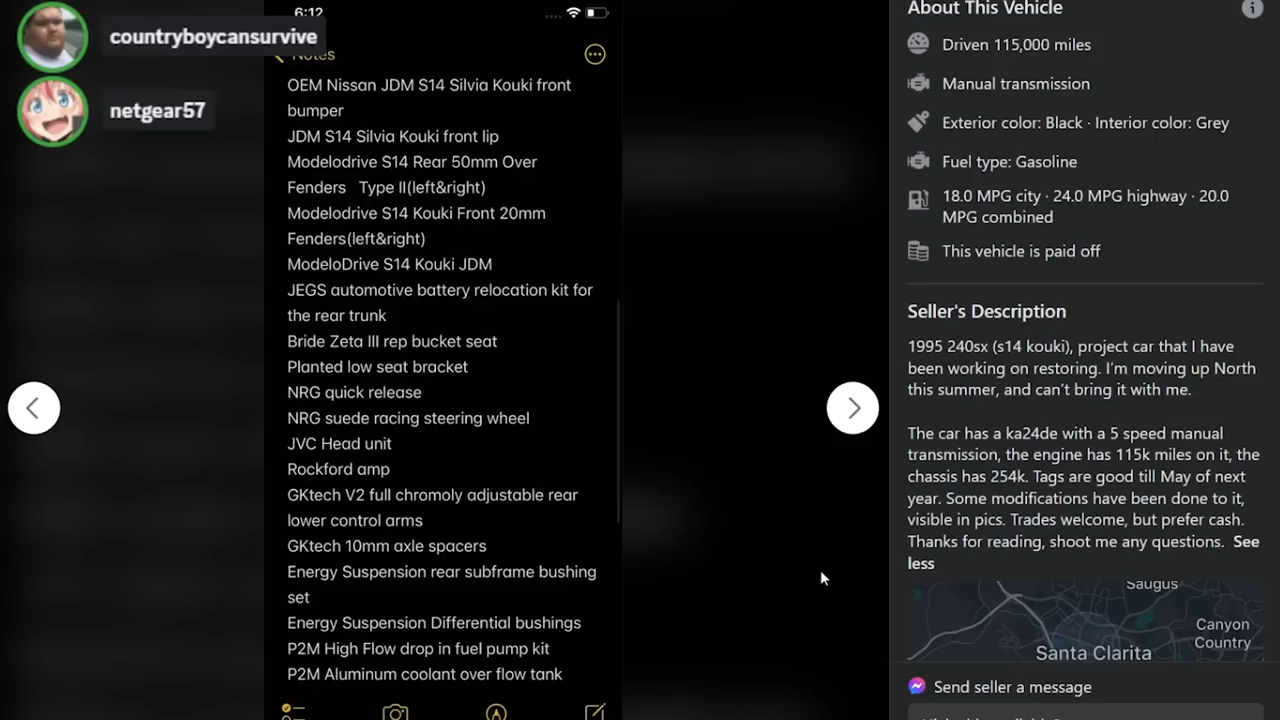 countryboycansurvive
netgear57
6:12
Notes
OEM Nissan JDM S14 Silvia Kouki front
bumper
JDM S14 Silvia Kouki front lip
Modelodrive S14 Rear 50mm Over
Fenders   Type II(left&right)
Modelodrive S14 Kouki Front 20mm
Fenders(left&right)
ModeloDrive S14 Kouki JDM
JEGS automotive battery relocation kit for
the rear trunk
Bride Zeta III rep bucket seat
Planted low seat bracket
NRG quick release
NRG suede racing steering wheel
JVC Head unit
Rockford amp
GKtech V2 full chromoly adjustable rear
lower control arms
GKtech 10mm axle spacers
Energy Suspension rear subframe bushing
set
Energy Suspension Differential bushings
P2M High Flow drop in fuel pump kit
P2M Aluminum coolant over flow tank
About This Vehicle
Driven 115,000 miles
Manual transmission
Exterior color: Black · Interior color: Grey
Fuel type: Gasoline
18.0 MPG city · 24.0 MPG highway · 20.0
MPG combined
This vehicle is paid off
Seller's Description
1995 240sx (s14 kouki), project car that I have
been working on restoring. I'm moving up North
this summer, and can't bring it with me.
The car has a ka24de with a 5 speed manual
transmission, the engine has 115k miles on it, the
chassis has 254k. Tags are good till May of next
year. Some modifications have been done to it,
visible in pics. Trades welcome, but prefer cash.
Thanks for reading, shoot me any questions. See
less
Saugus
Canyon
Country
Santa Clarita
Send seller a message